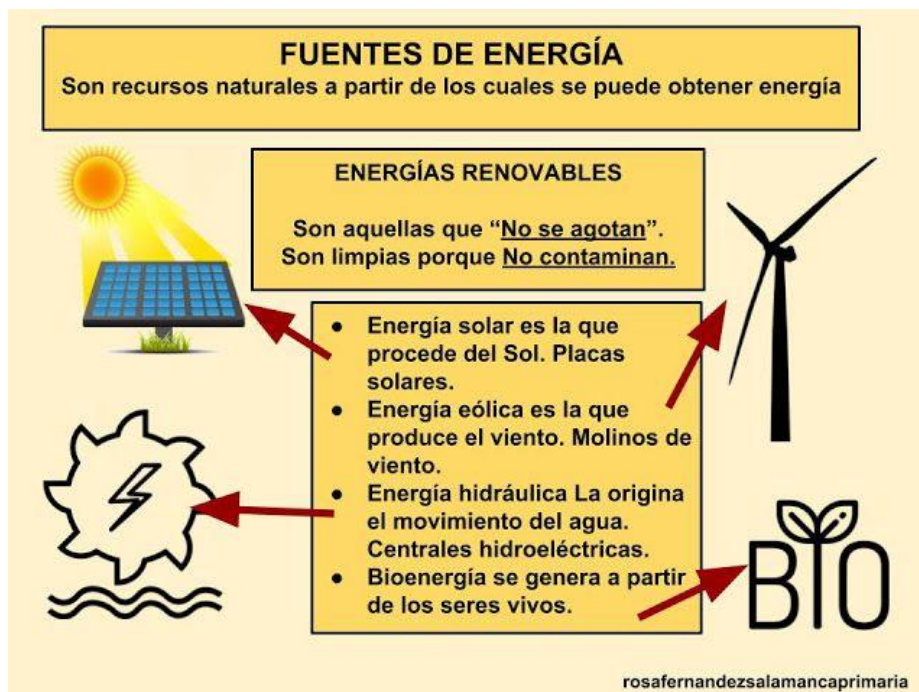 FUENTES DE ENERGÍA
Son recursos naturales a partir de los cuales se puede obtener energía
ENERGÍAS RENOVABLES
Son aquellas que “No se agotan”.
Son limpias porque No contaminan.
● Energía solar es la que
procede del Sol. Placas
solares.
● Energía eólica es la que
produce el viento. Molinos de
viento.
● Energía hidráulica La origina
el movimiento del agua.
Centrales hidroeléctricas.
● Bioenergía se genera a partir
de los seres vivos.
BIO
rosafernandezsalamancaprimaria